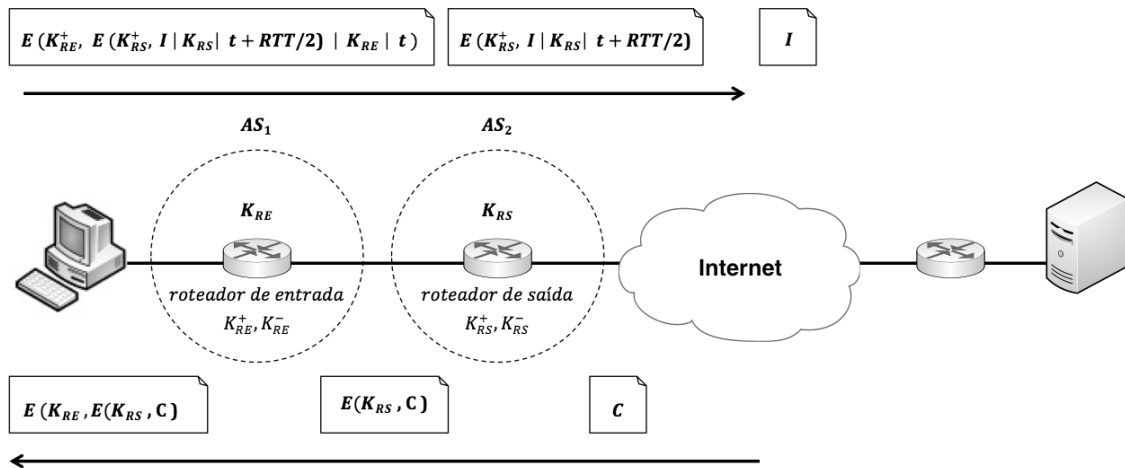 E (K⁺_RE, E (K⁺_RS, I | K_RS| t + RTT/2) | K_RE | t )
E (K⁺_RS, I | K_RS| t + RTT/2)
I
AS₁
AS₂
K_RE
K_RS
Internet
roteador de entrada
roteador de saída
K⁺_RE, K⁻_RE
K⁺_RS, K⁻_RS
E (K_RE, E(K_RS , C)
E(K_RS , C)
C